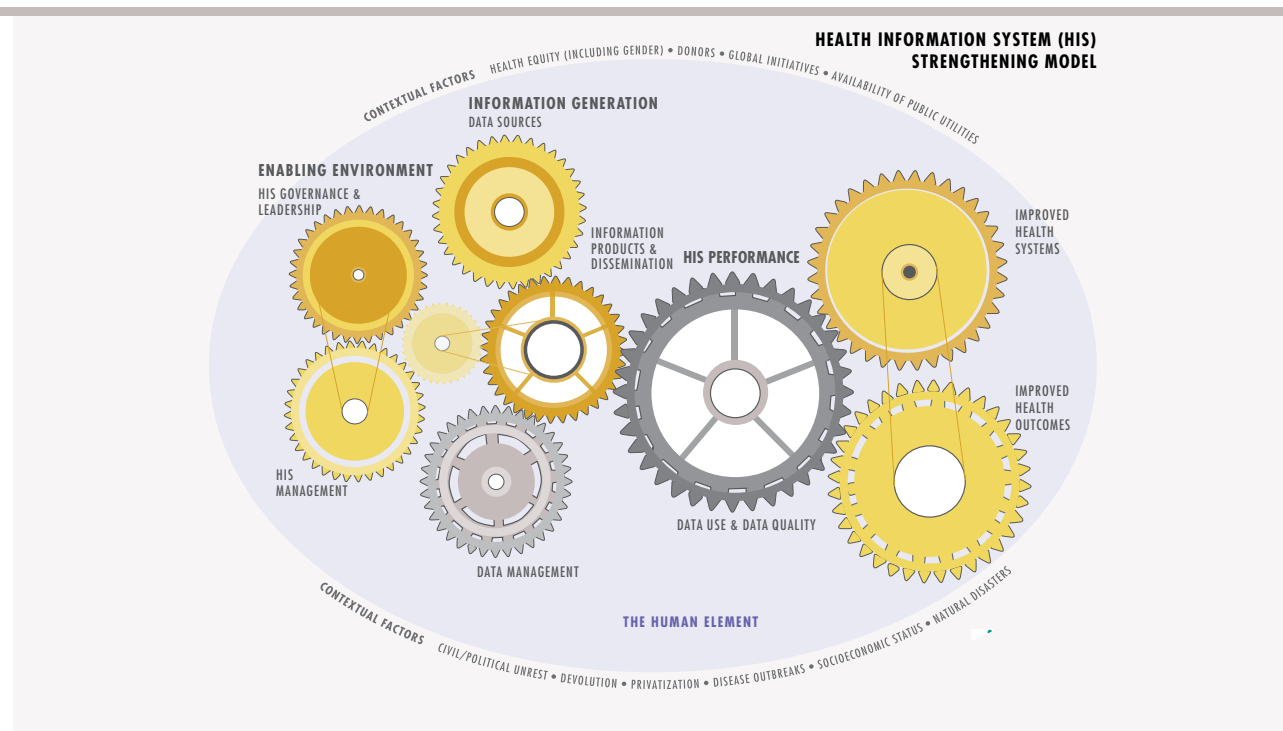 HEALTH INFORMATION SYSTEM (HIS)
STRENGTHENING MODEL
CONTEXTUAL FACTORS HEALTH EQUITY (INCLUDING GENDER) • DONORS • GLOBAL INITIATIVES • AVAILABILITY OF PUBLIC UTILITIES
INFORMATION GENERATION
DATA SOURCES
ENABLING ENVIRONMENT
HIS GOVERNANCE &
LEADERSHIP
INFORMATION
PRODUCTS &
DISSEMINATION
HIS PERFORMANCE
IMPROVED
HEALTH
SYSTEMS
IMPROVED
HEALTH
OUTCOMES
HIS
MANAGEMENT
DATA USE & DATA QUALITY
DATA MANAGEMENT
THE HUMAN ELEMENT
CONTEXTUAL FACTORS CIVIL/POLITICAL UNREST • DEVOLUTION • PRIVATIZATION • DISEASE OUTBREAKS • SOCIOECONOMIC STATUS • NATURAL DISASTERS